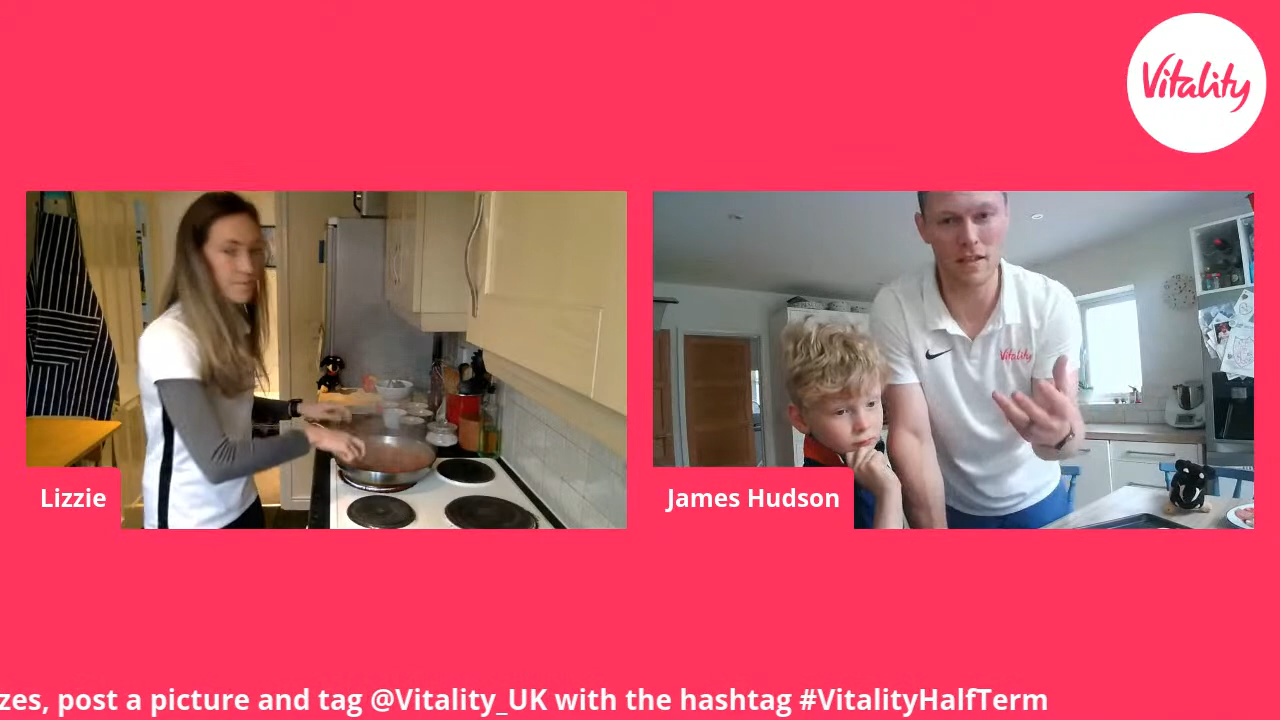 Vitality
Vitality
Lizzie
James Hudson
zes, post a picture and tag @Vitality_UK with the hashtag #VitalityHalfTerm